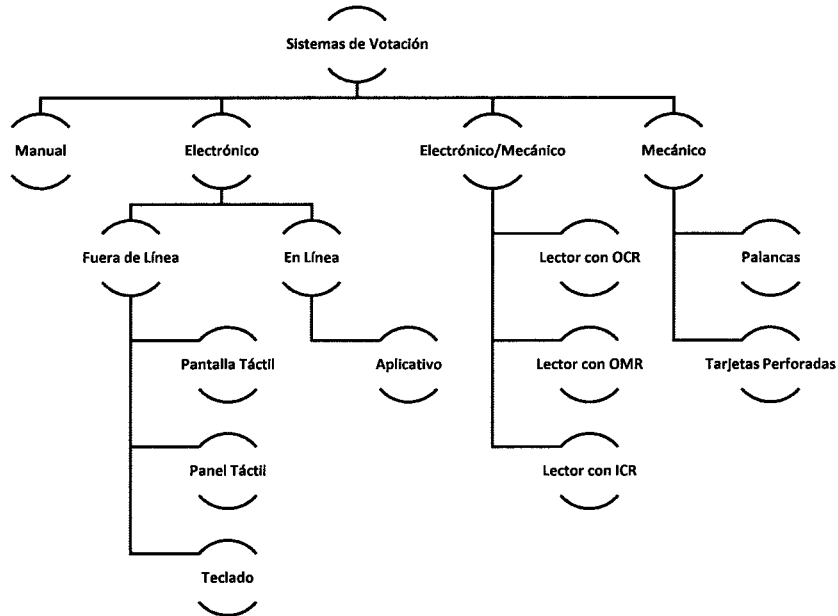 Sistemas de Votación
Manual
Electrónico
Electrónico/Mecánico
Mecánico
Fuera de Línea
En Línea
Lector con OCR
Palancas
Pantalla Táctil
Aplicativo
Lector con OMR
Tarjetas Perforadas
Panel Táctil
Lector con ICR
Teclado